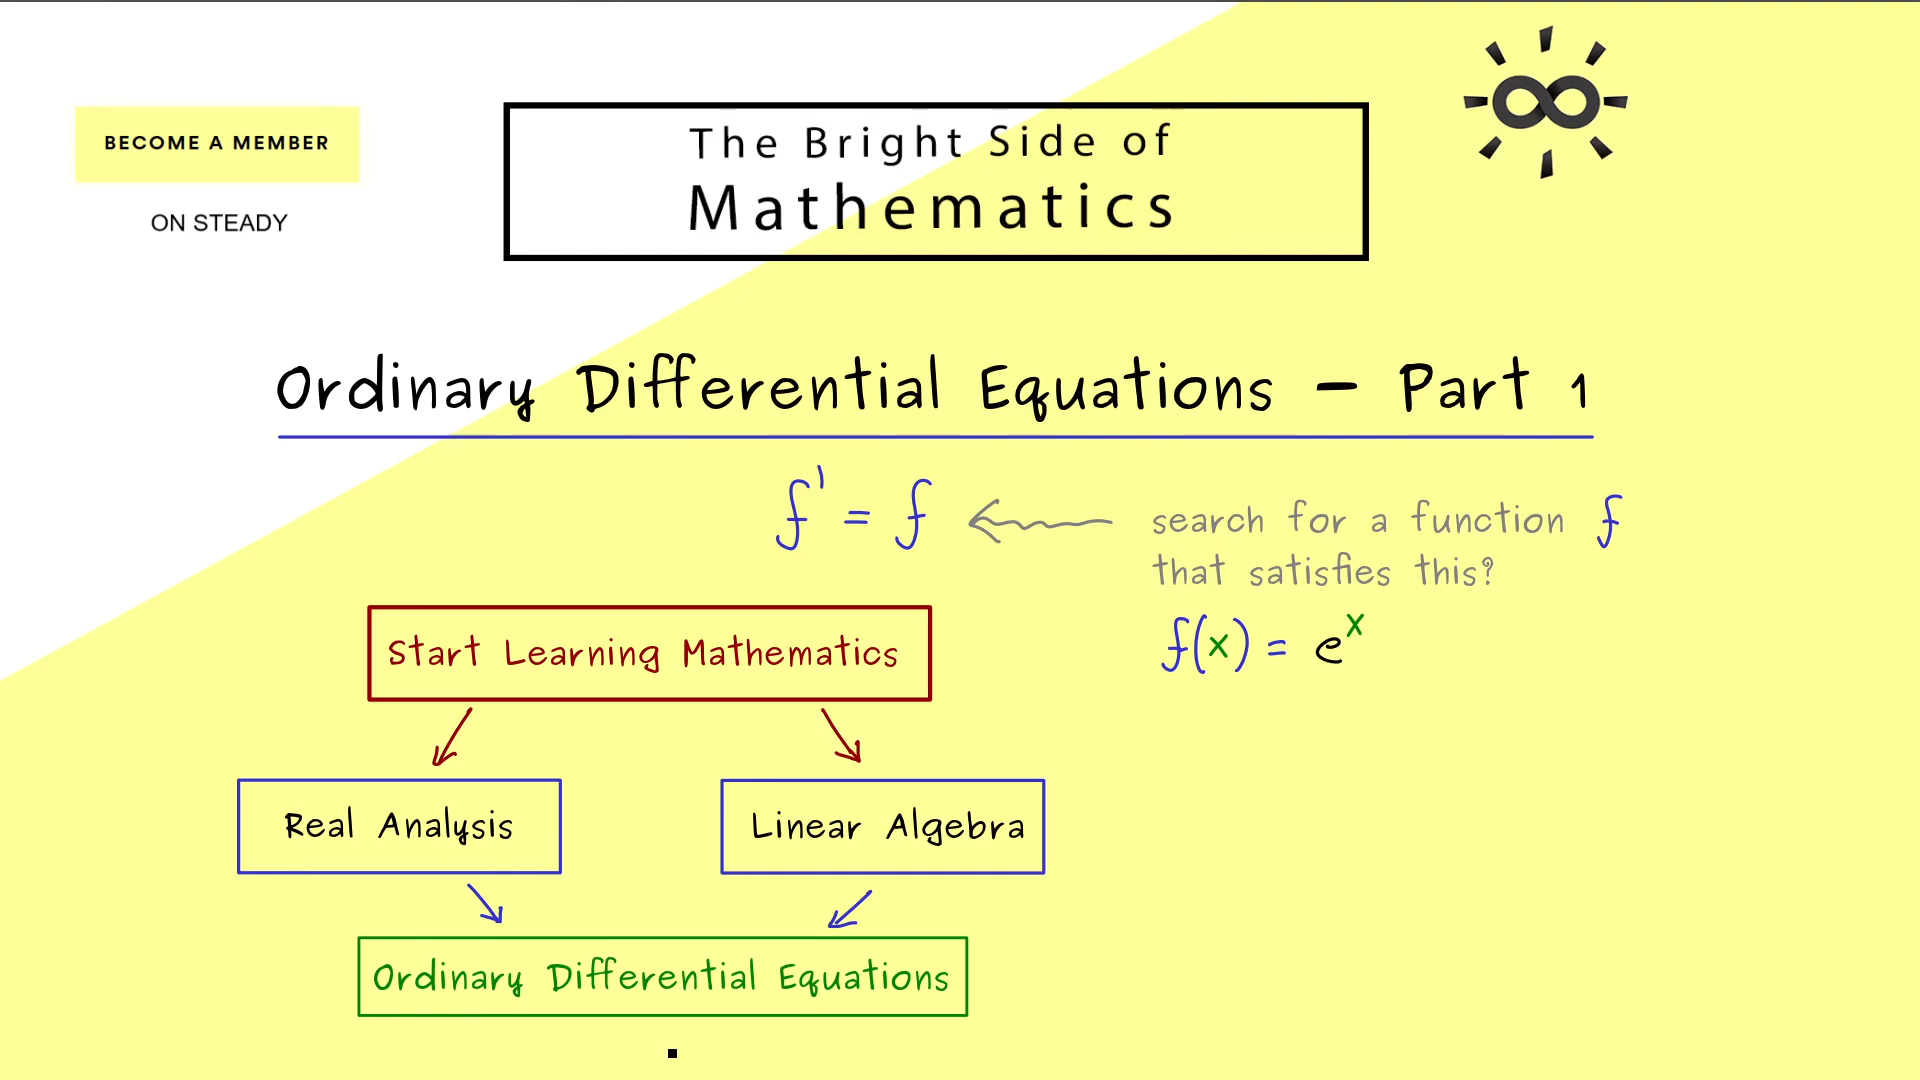 BECOME A MEMBER
ON STEADY
The Bright Side of
Mathematics
Ordinary Differential Equations – Part 1
f' = f
search for a function f
that satisfies this?
f(x) = e^x
Start Learning Mathematics
Real Analysis
Linear Algebra
Ordinary Differential Equations